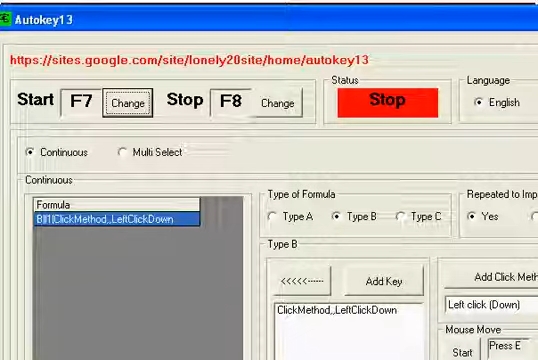 Autokey13
https://sites.google.com/site/lonely20site/home/autokey13
Status
Language
Start F7 Change Stop F8 Change Stop English
Continuous Multi Select
Continuous
Type of Formula
Repeated to Imp
Formula
B|1|ClickMethod,,LeftClickDown
Type A Type B Type C Yes
Type B
<<<<<------ Add Key Add Click Meth
ClickMethod,,LeftClickDown
Left click (Down)
Mouse Move
Start Press E